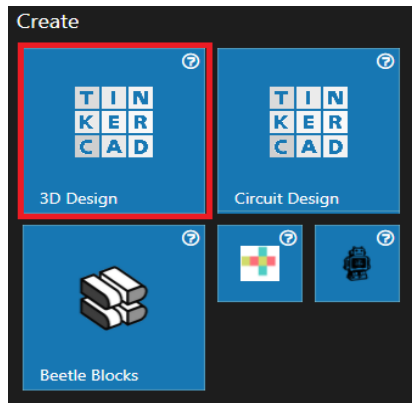 Create
TIN
KER
CAD
3D Design
TIN
KER
CAD
Circuit Design
Beetle Blocks